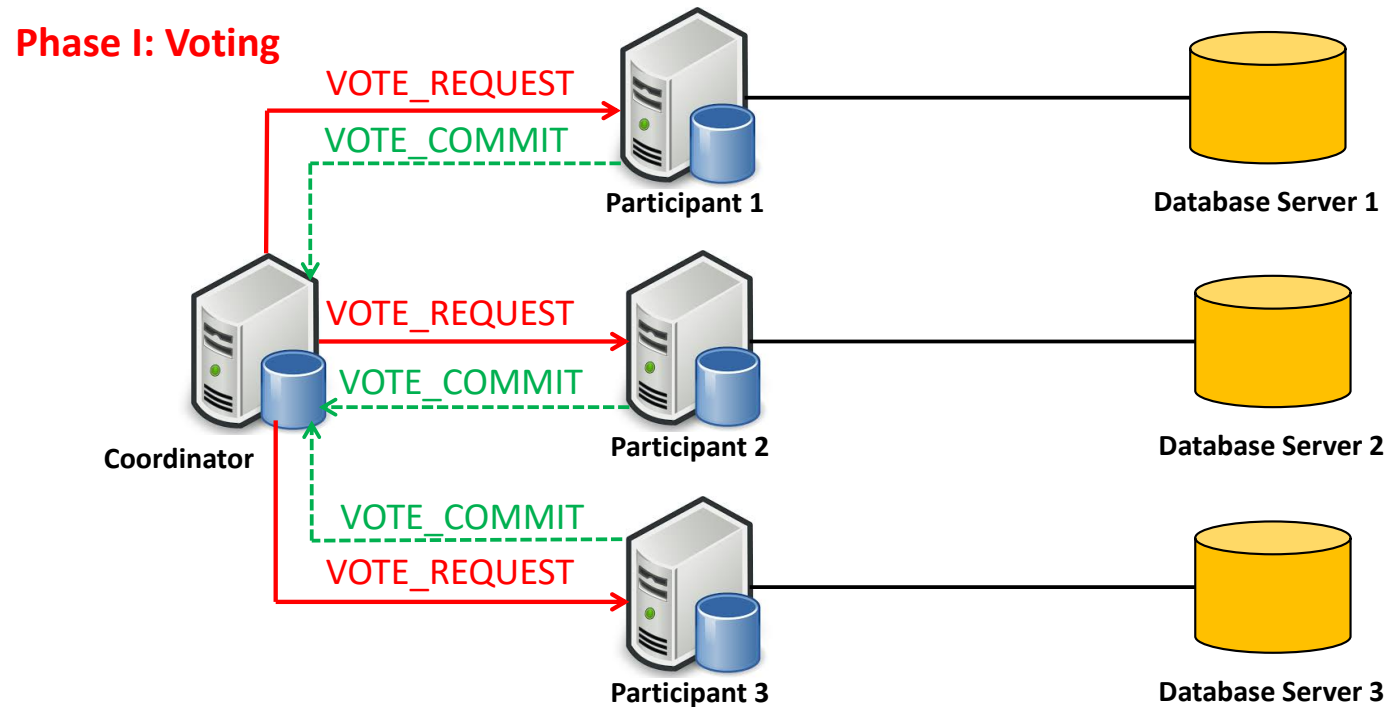 Phase I: Voting
VOTE_REQUEST
VOTE_COMMIT
Participant 1
Database Server 1
VOTE_REQUEST
VOTE_COMMIT
Coordinator
Participant 2
Database Server 2
VOTE_COMMIT
VOTE_REQUEST
Participant 3
Database Server 3